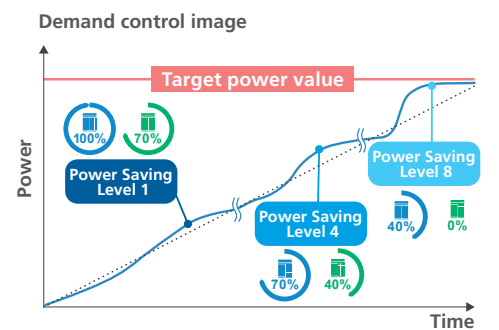 Demand control image
Target power value
100%
70%
Power Saving
Level 1
Power Saving
Level 8
40%
0%
Power Saving
Level 4
70%
40%
Power
Time